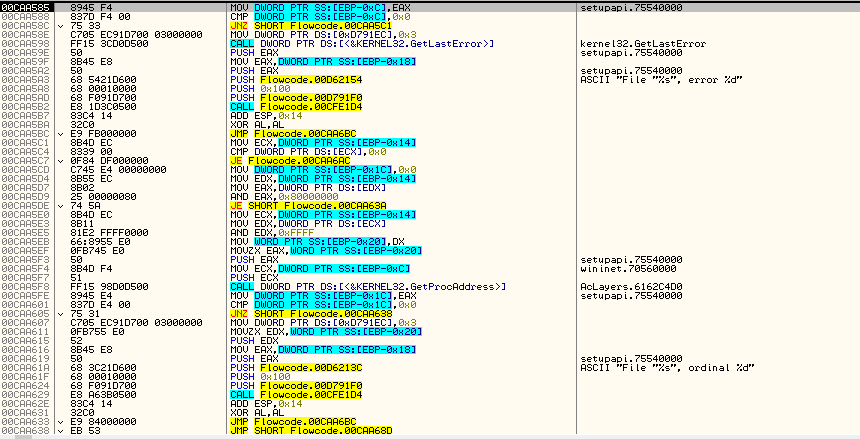 00CAA585 8945 F4 MOV DWORD PTR SS:[EBP-0xC],EAX setupapi.75540000
00CAA588 837D F4 00 CMP DWORD PTR SS:[EBP-0xC],0x0
00CAA58C 75 33 JNZ SHORT Flowcode.00CAA5C1
00CAA58E C705 EC91D700 03000000 MOV DWORD PTR DS:[0xD791EC],0x3
00CAA598 FF15 3CD0D500 CALL DWORD PTR DS:[<&KERNEL32.GetLastError>] kernel32.GetLastError
00CAA59E 50 PUSH EAX setupapi.75540000
00CAA59F 8B45 E8 MOV EAX,DWORD PTR SS:[EBP-0x18]
00CAA5A2 50 PUSH EAX setupapi.75540000
00CAA5A3 68 5421D600 PUSH Flowcode.00D62154 ASCII "File "%s", error %d"
00CAA5A8 68 00010000 PUSH 0x100
00CAA5AD 68 F091D700 PUSH Flowcode.00D791F0
00CAA5B2 E8 1D3C0500 CALL Flowcode.00CFE1D4
00CAA5B7 83C4 14 ADD ESP,0x14
00CAA5BA 32C0 XOR AL,AL
00CAA5BC E9 FB000000 JMP Flowcode.00CAA6BC
00CAA5C1 8B4D EC MOV ECX,DWORD PTR SS:[EBP-0x14]
00CAA5C4 8339 00 CMP DWORD PTR DS:[ECX],0x0
00CAA5C7 0F84 DF000000 JE Flowcode.00CAA6AC
00CAA5CD C745 E4 00000000 MOV DWORD PTR SS:[EBP-0x1C],0x0
00CAA5D4 8B55 EC MOV EDX,DWORD PTR SS:[EBP-0x14]
00CAA5D7 8B02 MOV EAX,DWORD PTR DS:[EDX]
00CAA5D9 25 00000080 AND EAX,0x80000000
00CAA5DE 74 5A JE SHORT Flowcode.00CAA63A
00CAA5E0 8B4D EC MOV ECX,DWORD PTR SS:[EBP-0x14]
00CAA5E3 8B11 MOV EDX,DWORD PTR DS:[ECX]
00CAA5E5 81E2 FFFF0000 AND EDX,0xFFFF
00CAA5EB 66:8955 E0 MOV WORD PTR SS:[EBP-0x20],DX
00CAA5EF 0FB745 E0 MOVZX EAX,WORD PTR SS:[EBP-0x20]
00CAA5F3 50 PUSH EAX setupapi.75540000
00CAA5F4 8B4D F4 MOV ECX,DWORD PTR SS:[EBP-0xC] wininet.70560000
00CAA5F7 51 PUSH ECX
00CAA5F8 FF15 98D0D500 CALL DWORD PTR DS:[<&KERNEL32.GetProcAddress>] AcLayers.6162C4D0
00CAA5FE 8945 E4 MOV DWORD PTR SS:[EBP-0x1C],EAX setupapi.75540000
00CAA601 837D E4 00 CMP DWORD PTR SS:[EBP-0x1C],0x0
00CAA605 75 31 JNZ SHORT Flowcode.00CAA638
00CAA607 C705 EC91D700 03000000 MOV DWORD PTR DS:[0xD791EC],0x3
00CAA611 0FB755 E0 MOVZX EDX,WORD PTR SS:[EBP-0x20]
00CAA615 52 PUSH EDX
00CAA616 8B45 E8 MOV EAX,DWORD PTR SS:[EBP-0x18]
00CAA619 50 PUSH EAX setupapi.75540000
00CAA61A 68 3C21D600 PUSH Flowcode.00D6213C ASCII "File "%s", ordinal %d"
00CAA61F 68 00010000 PUSH 0x100
00CAA624 68 F091D700 PUSH Flowcode.00D791F0
00CAA629 E8 A63B0500 CALL Flowcode.00CFE1D4
00CAA62E 83C4 14 ADD ESP,0x14
00CAA631 32C0 XOR AL,AL
00CAA633 E9 84000000 JMP Flowcode.00CAA6BC
00CAA638 EB 53 JMP SHORT Flowcode.00CAA68D